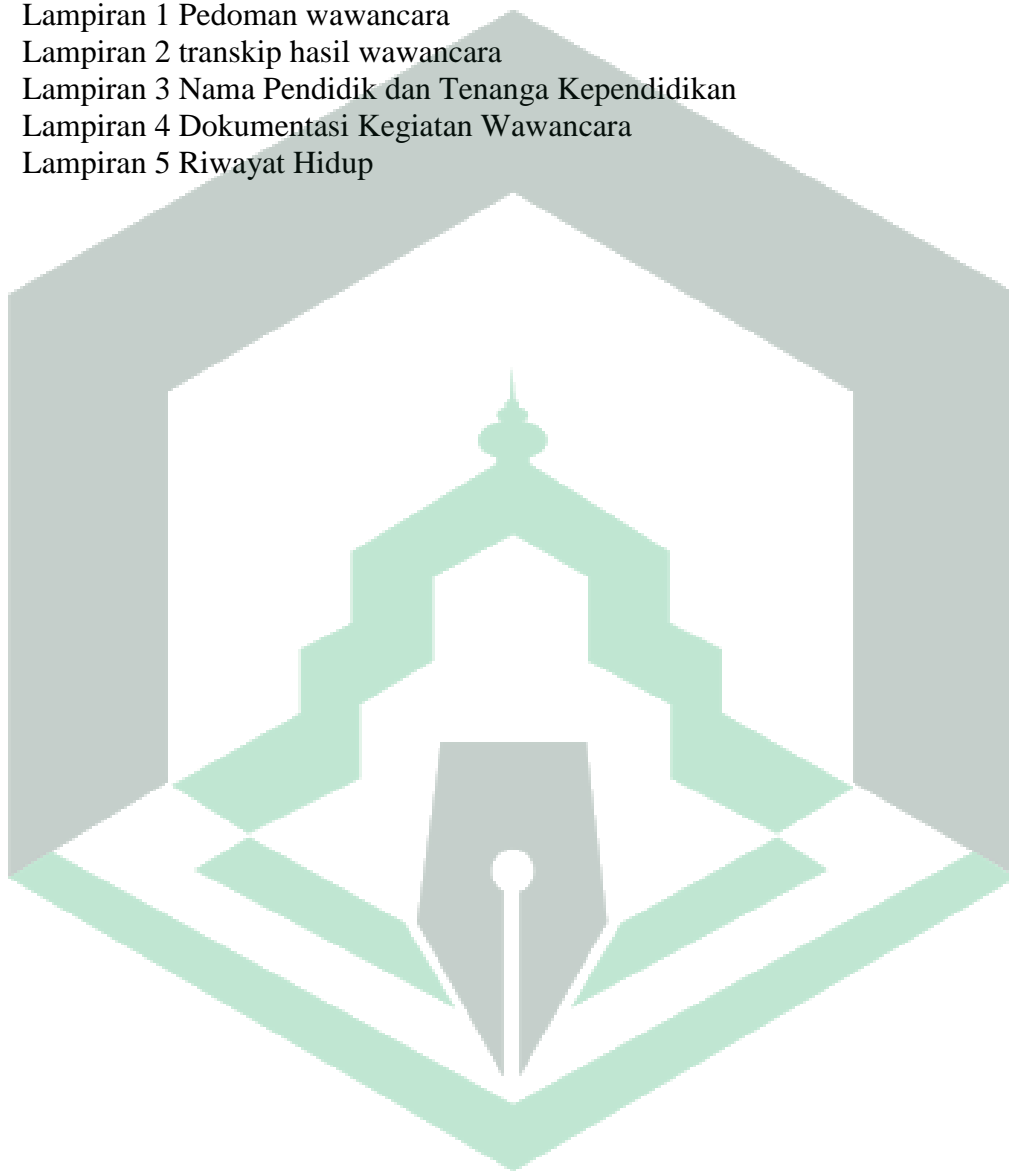 Lampiran 1 Pedoman wawancara
Lampiran 2 transkip hasil wawancara
Lampiran 3 Nama Pendidik dan Tenanga Kependidikan
Lampiran 4 Dokumentasi Kegiatan Wawancara
Lampiran 5 Riwayat Hidup